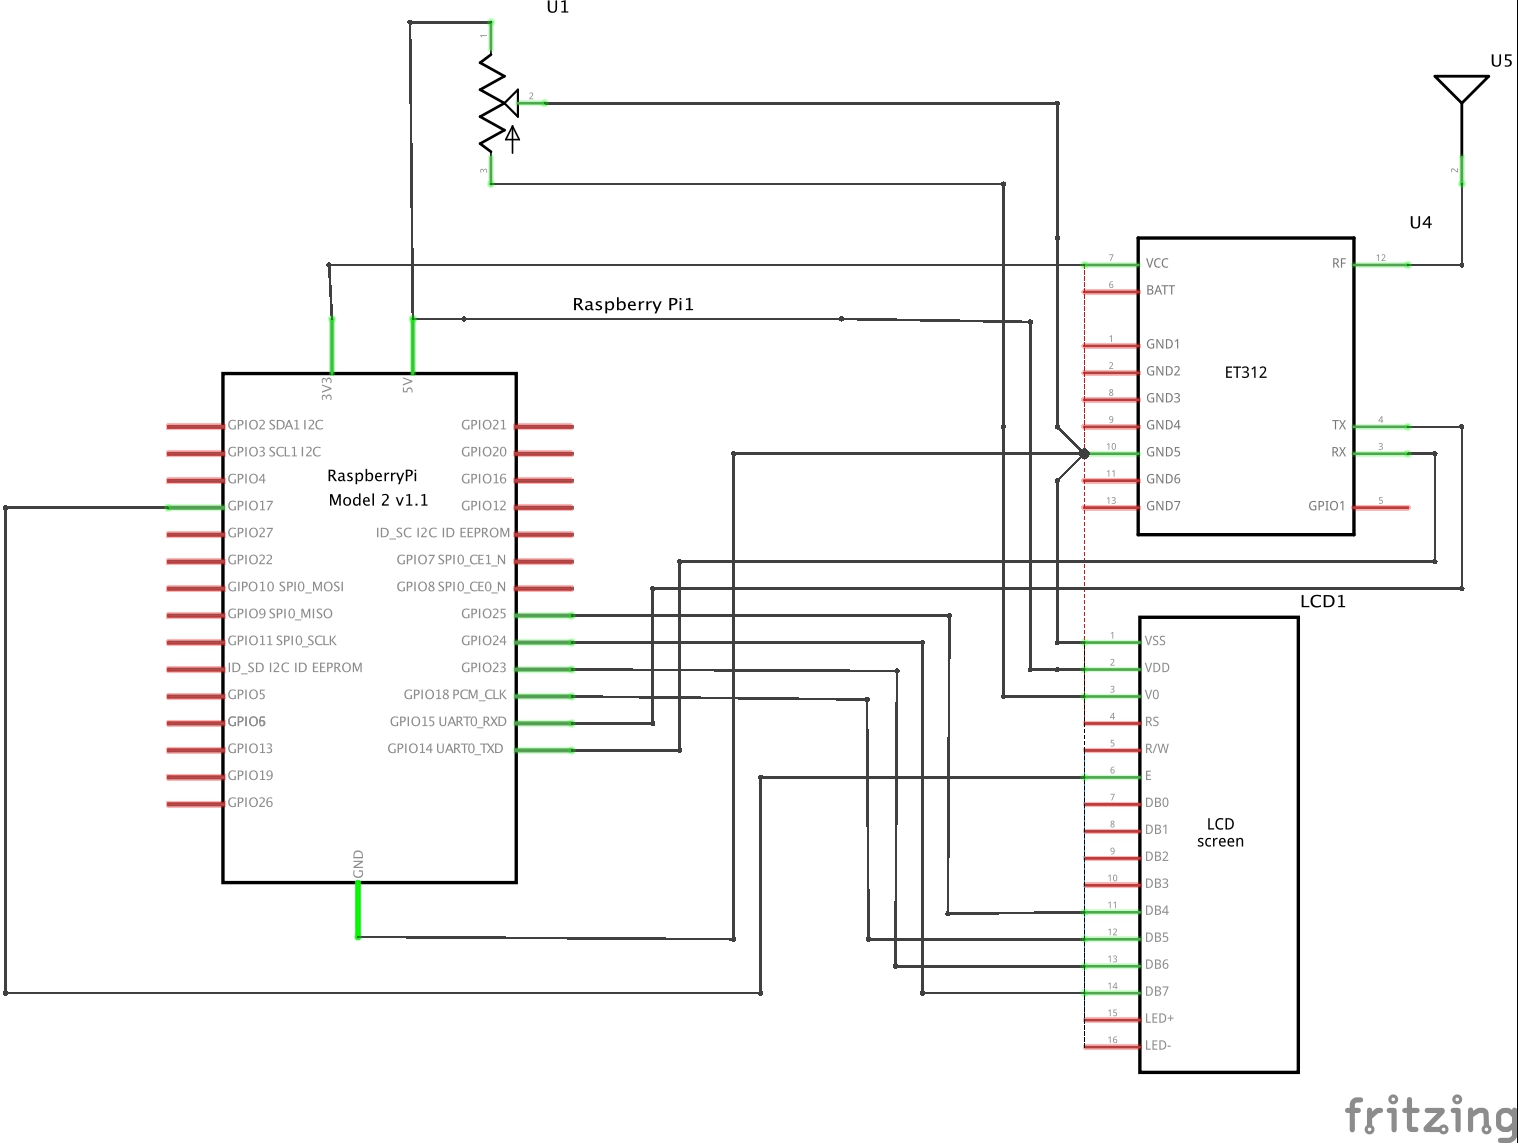 U1
1
2
3
U5
2
U4
Raspberry Pi1
3V3
5V
RaspberryPi
Model 2 v1.1
GPIO2 SDA1 I2C
GPIO3 SCL1 I2C
GPIO4
GPIO17
GPIO27
GPIO22
GIPO10 SPI0_MOSI
GPIO9 SPI0_MISO
GPIO11 SPI0_SCLK
ID_SD I2C ID EEPROM
GPIO5
GPIO6
GPIO13
GPIO19
GPIO26
GPIO21
GPIO20
GPIO16
GPIO12
ID_SC I2C ID EEPROM
GPIO7 SPI0_CE1_N
GPIO8 SPI0_CE0_N
GPIO25
GPIO24
GPIO23
GPIO18 PCM_CLK
GPIO15 UART0_RXD
GPIO14 UART0_TXD
GND
7 VCC
6 BATT
1 GND1
2 GND2
8 GND3
9 GND4
10 GND5
11 GND6
13 GND7
ET312
RF 12
TX 4
RX 3
GPIO1 5
LCD1
1 VSS
2 VDD
3 V0
4 RS
5 R/W
6 E
7 DB0
8 DB1
9 DB2
10 DB3
11 DB4
12 DB5
13 DB6
14 DB7
15 LED+
16 LED-
LCD
screen
fritzing